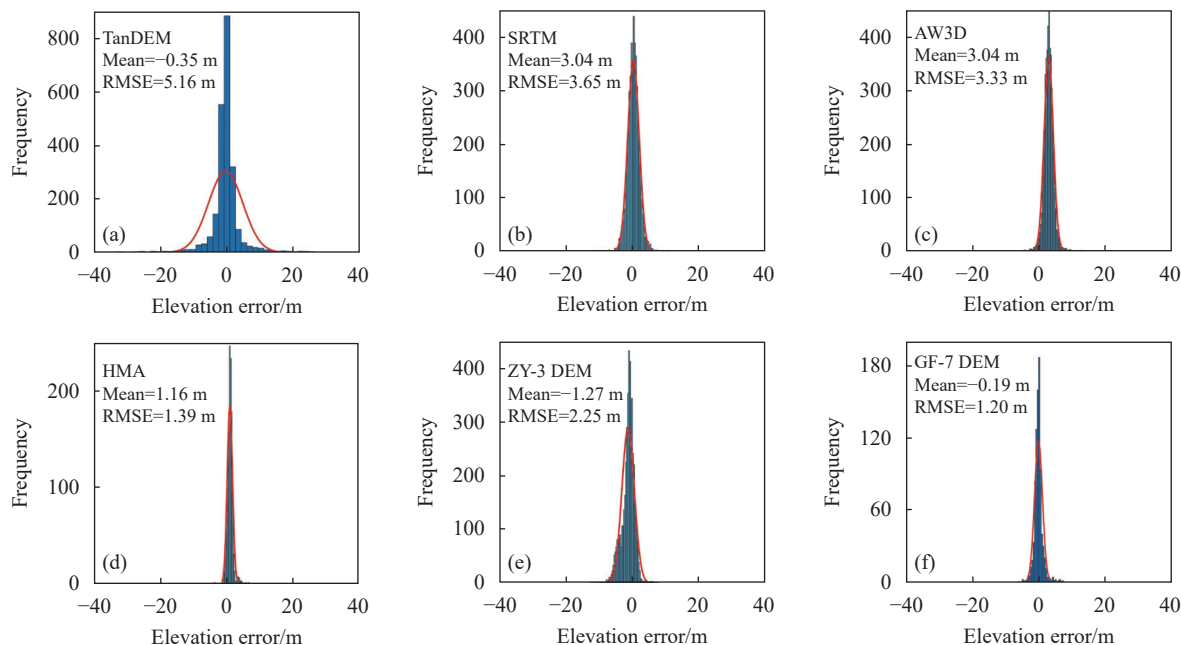 800
600
400
200
0
Frequency
TanDEM
Mean=−0.35 m
RMSE=5.16 m
(a)
−40 −20 0 20 40
Elevation error/m
400
300
200
100
0
Frequency
SRTM
Mean=3.04 m
RMSE=3.65 m
(b)
−40 −20 0 20 40
Elevation error/m
400
300
200
100
0
Frequency
AW3D
Mean=3.04 m
RMSE=3.33 m
(c)
−40 −20 0 20 40
Elevation error/m
200
100
0
Frequency
HMA
Mean=1.16 m
RMSE=1.39 m
(d)
−40 −20 0 20 40
Elevation error/m
400
300
200
100
0
Frequency
ZY-3 DEM
Mean=−1.27 m
RMSE=2.25 m
(e)
−40 −20 0 20 40
Elevation error/m
180
120
60
0
Frequency
GF-7 DEM
Mean=−0.19 m
RMSE=1.20 m
(f)
−40 −20 0 20 40
Elevation error/m